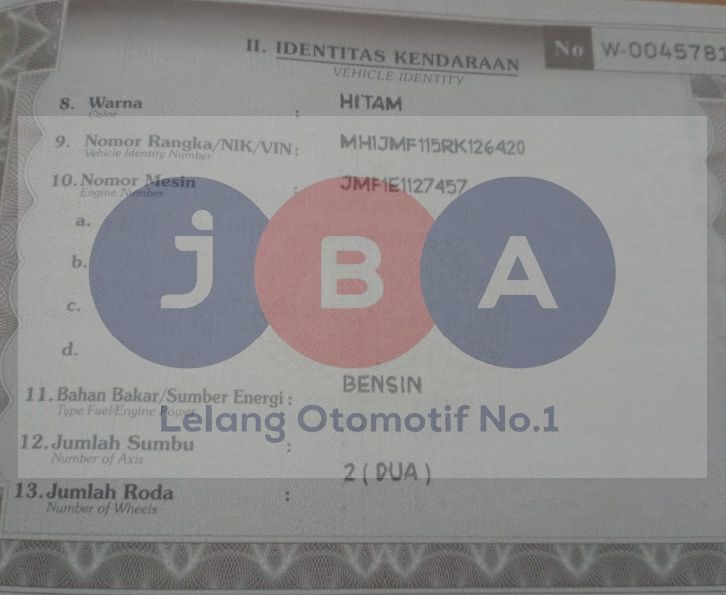 II. IDENTITAS KENDARAAN
VEHICLE IDENTITY
No W-0045781
8. Warna : HITAM
Color
9. Nomor Rangka/NIK/VIN: MH1JMF115RK126420
Vehicle Identity Number
10. Nomor Mesin : JMF1E1127457
Engine Number
a.
b.
c.
d.
jBA
11. Bahan Bakar/Sumber Energi : BENSIN
Type Fuel/Engine Power
Lelang Otomotif No.1
12. Jumlah Sumbu :
Number of Axis
2 ( DUA )
13. Jumlah Roda :
Number of Wheels